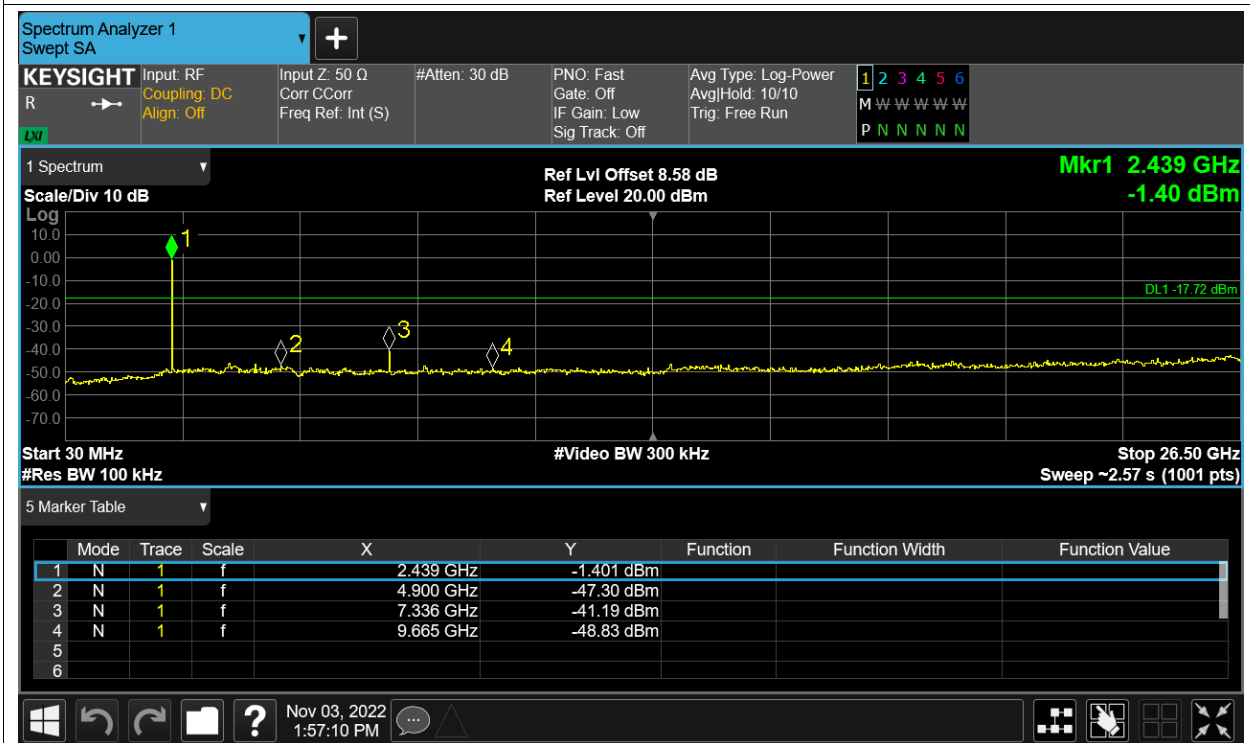 Spectrum Analyzer 1
Swept SA
KEYSIGHT
R
LXI
Input: RF
Coupling: DC
Align: Off
Input Z: 50 Ω
Corr CCorr
Freq Ref: Int (S)
#Atten: 30 dB
PNO: Fast
Gate: Off
IF Gain: Low
Sig Track: Off
Avg Type: Log-Power
Avg|Hold: 10/10
Trig: Free Run
1 2 3 4 5 6
M W W W W W
P N N N N N
1 Spectrum
Scale/Div 10 dB
Ref Lvl Offset 8.58 dB
Ref Level 20.00 dBm
Mkr1 2.439 GHz
-1.40 dBm
Log
10.0
0.00
-10.0
-20.0
-30.0
-40.0
-50.0
-60.0
-70.0
1
2
3
4
DL1 -17.72 dBm
Start 30 MHz #Video BW 300 kHz Stop 26.50 GHz
#Res BW 100 kHz Sweep ~2.57 s (1001 pts)
5 Marker Table
Mode Trace Scale X Y Function Function Width Function Value
1 N 1 f 2.439 GHz -1.401 dBm
2 N 1 f 4.900 GHz -47.30 dBm
3 N 1 f 7.336 GHz -41.19 dBm
4 N 1 f 9.665 GHz -48.83 dBm
5
6
?
Nov 03, 2022
1:57:10 PM